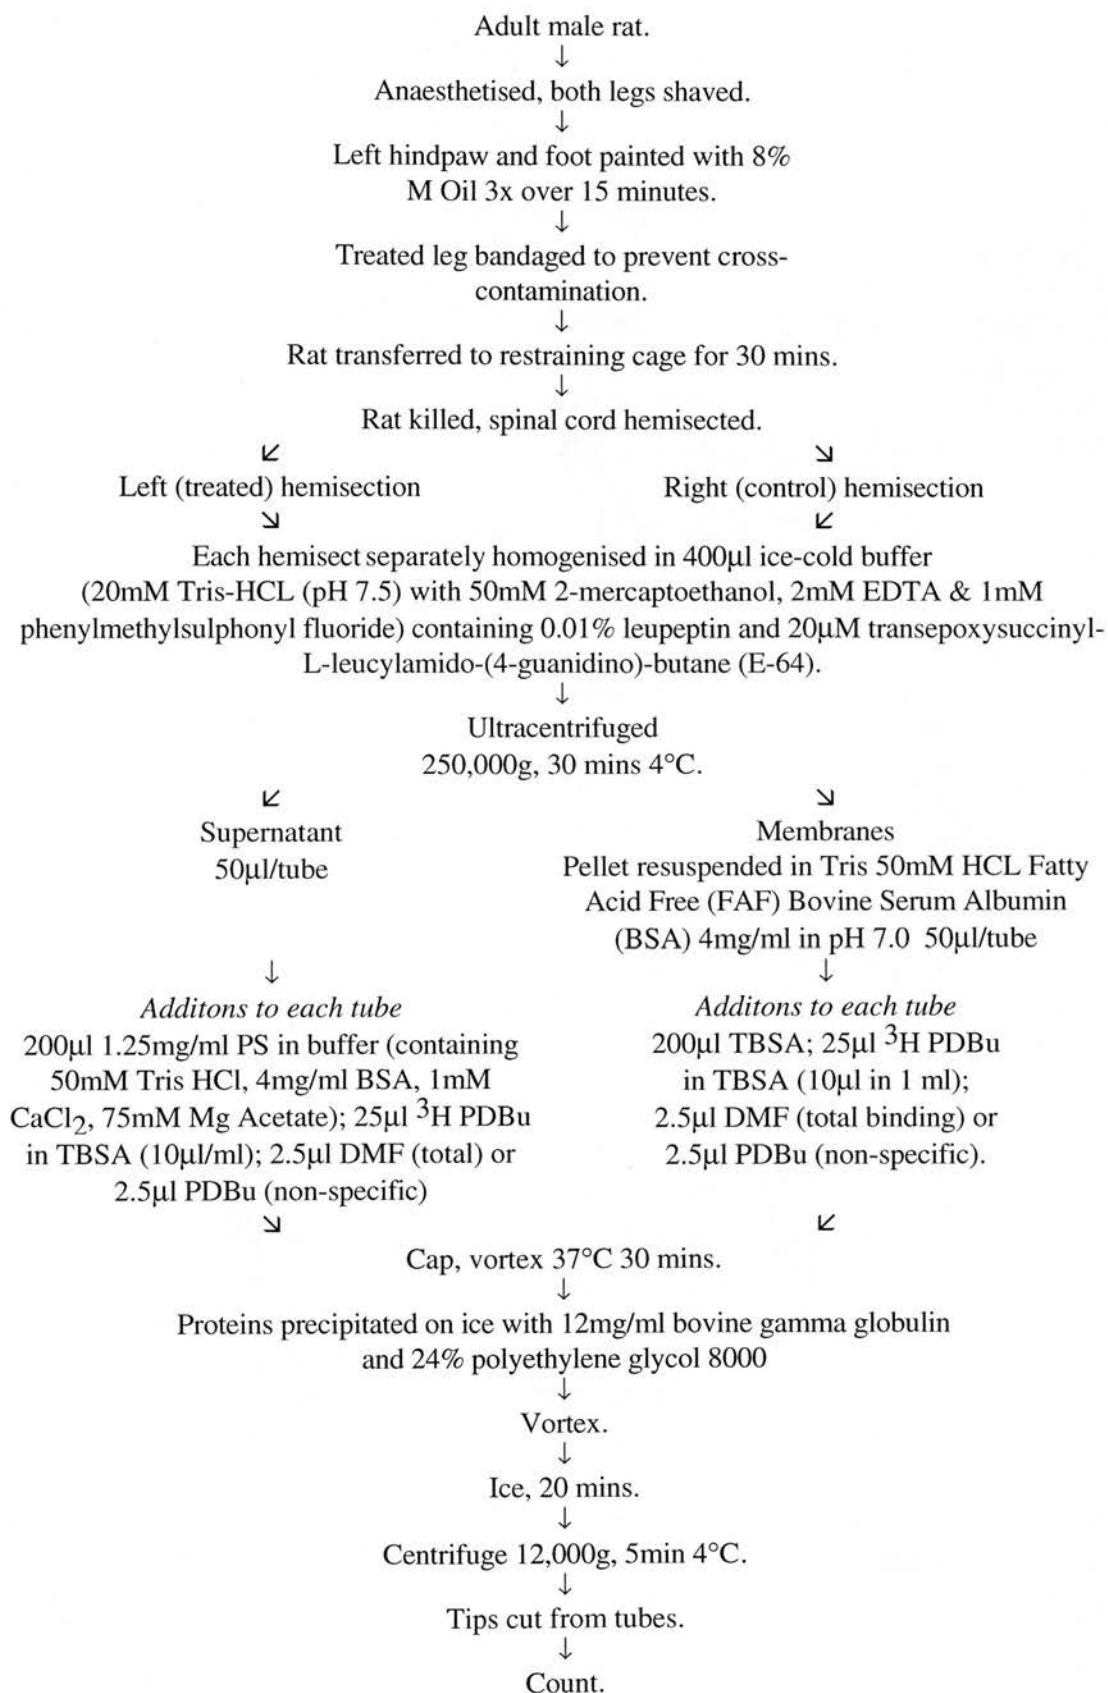 Adult male rat.
↓
Anaesthetised, both legs shaved.
↓
Left hindpaw and foot painted with 8%
M Oil 3x over 15 minutes.
↓
Treated leg bandaged to prevent cross-
contamination.
↓
Rat transferred to restraining cage for 30 mins.
↓
Rat killed, spinal cord hemisected.
↙ ↘
Left (treated) hemisection Right (control) hemisection
↘ ↙
Each hemisect separately homogenised in 400µl ice-cold buffer
(20mM Tris-HCL (pH 7.5) with 50mM 2-mercaptoethanol, 2mM EDTA & 1mM
phenylmethylsulphonyl fluoride) containing 0.01% leupeptin and 20µM transepoxysuccinyl-
L-leucylamido-(4-guanidino)-butane (E-64).
↓
Ultracentrifuged
250,000g, 30 mins 4°C.
↙ ↘
Supernatant
50µl/tube
↓
Additons to each tube
200µl 1.25mg/ml PS in buffer (containing
50mM Tris HCl, 4mg/ml BSA, 1mM
CaCl₂, 75mM Mg Acetate); 25µl ³H PDBu
in TBSA (10µl/ml); 2.5µl DMF (total) or
2.5µl PDBu (non-specific)
↘
Membranes
Pellet resuspended in Tris 50mM HCL Fatty
Acid Free (FAF) Bovine Serum Albumin
(BSA) 4mg/ml in pH 7.0 50µl/tube
↓
Additons to each tube
200µl TBSA; 25µl ³H PDBu
in TBSA (10µl in 1 ml);
2.5µl DMF (total binding) or
2.5µl PDBu (non-specific).
↙
Cap, vortex 37°C 30 mins.
↓
Proteins precipitated on ice with 12mg/ml bovine gamma globulin
and 24% polyethylene glycol 8000
↓
Vortex.
↓
Ice, 20 mins.
↓
Centrifuge 12,000g, 5min 4°C.
↓
Tips cut from tubes.
↓
Count.